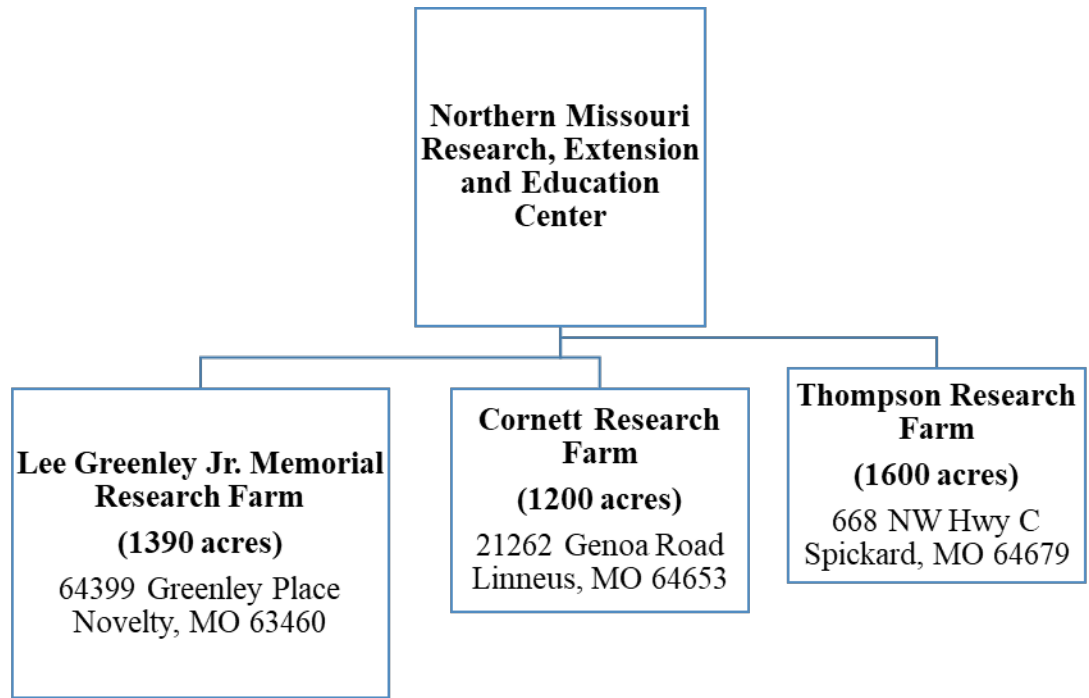 Northern Missouri
Research, Extension
and Education
Center
Lee Greenley Jr. Memorial
Research Farm
(1390 acres)
64399 Greenley Place
Novelty, MO 63460
Cornett Research
Farm
(1200 acres)
21262 Genoa Road
Linneus, MO 64653
Thompson Research
Farm
(1600 acres)
668 NW Hwy C
Spickard, MO 64679